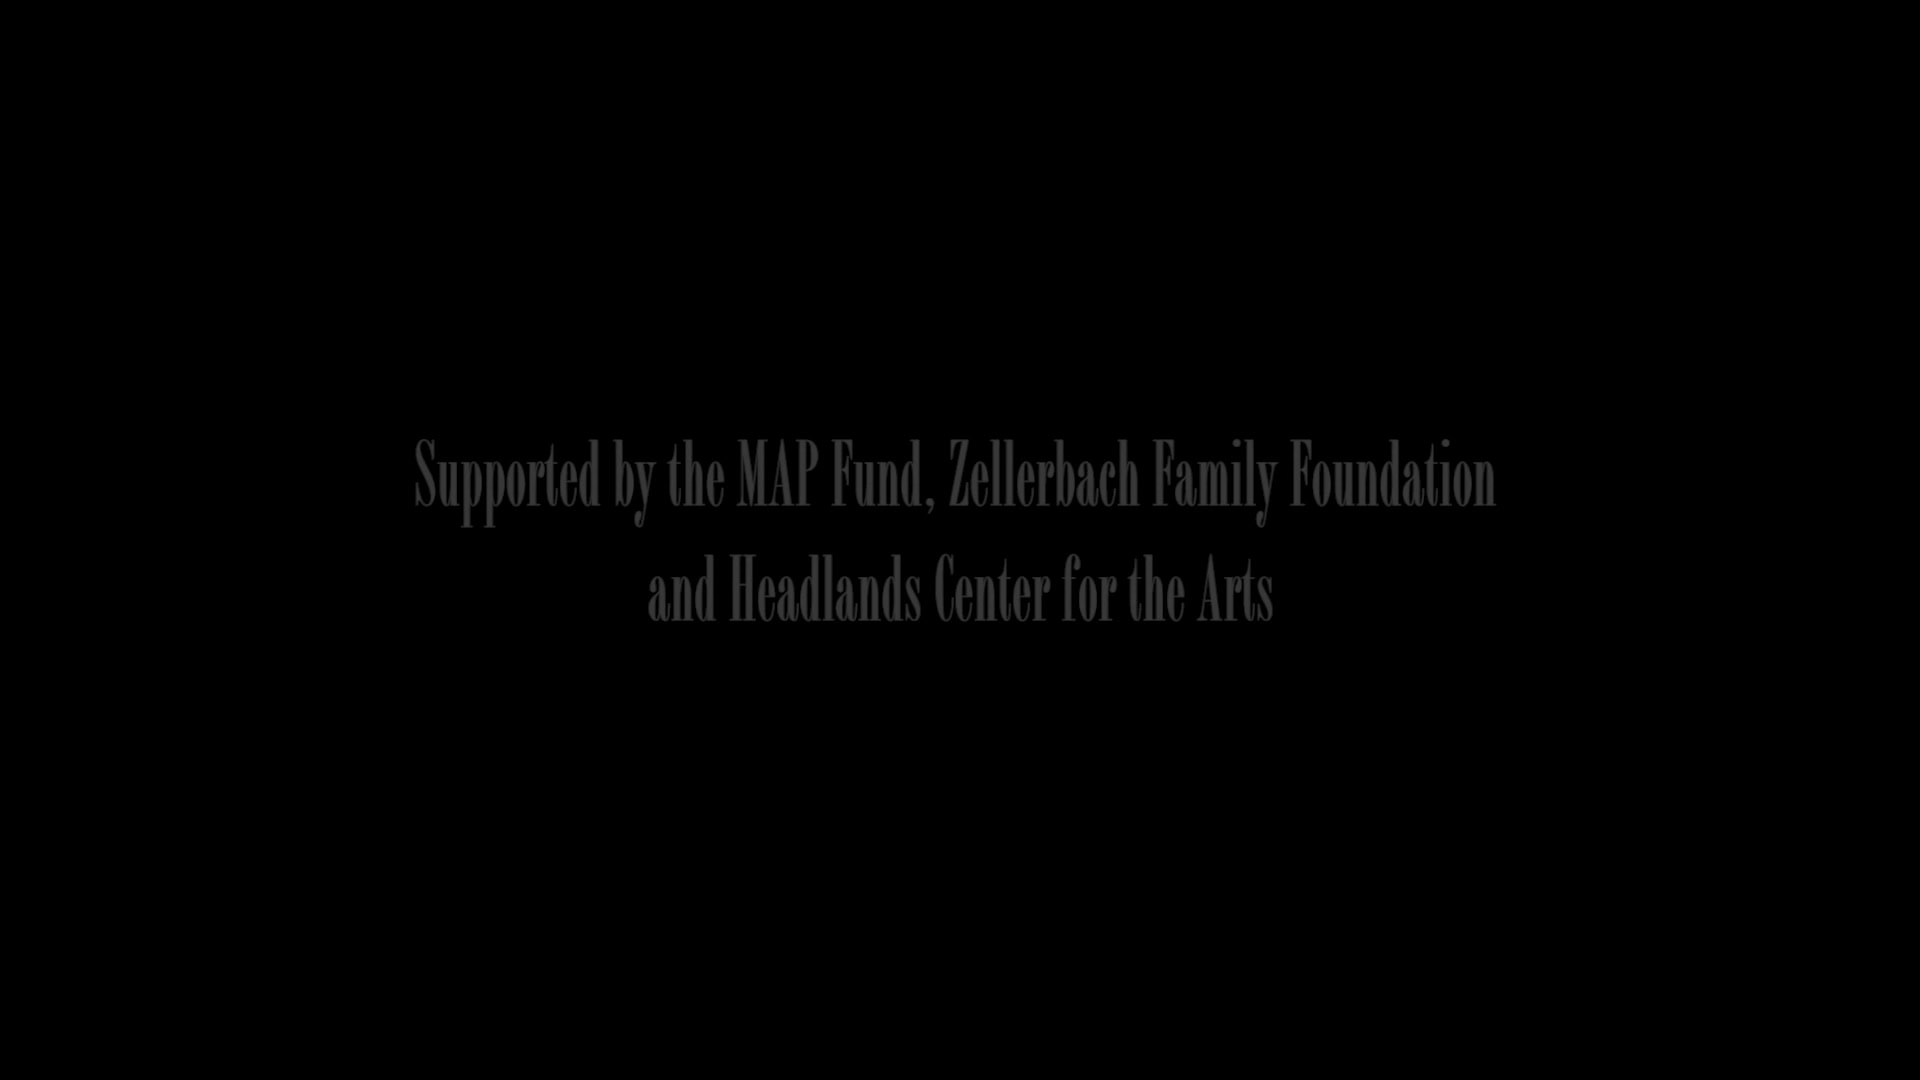 Supported by the MAP Fund, Zellerbach Family Foundation
and Headlands Center for the Arts